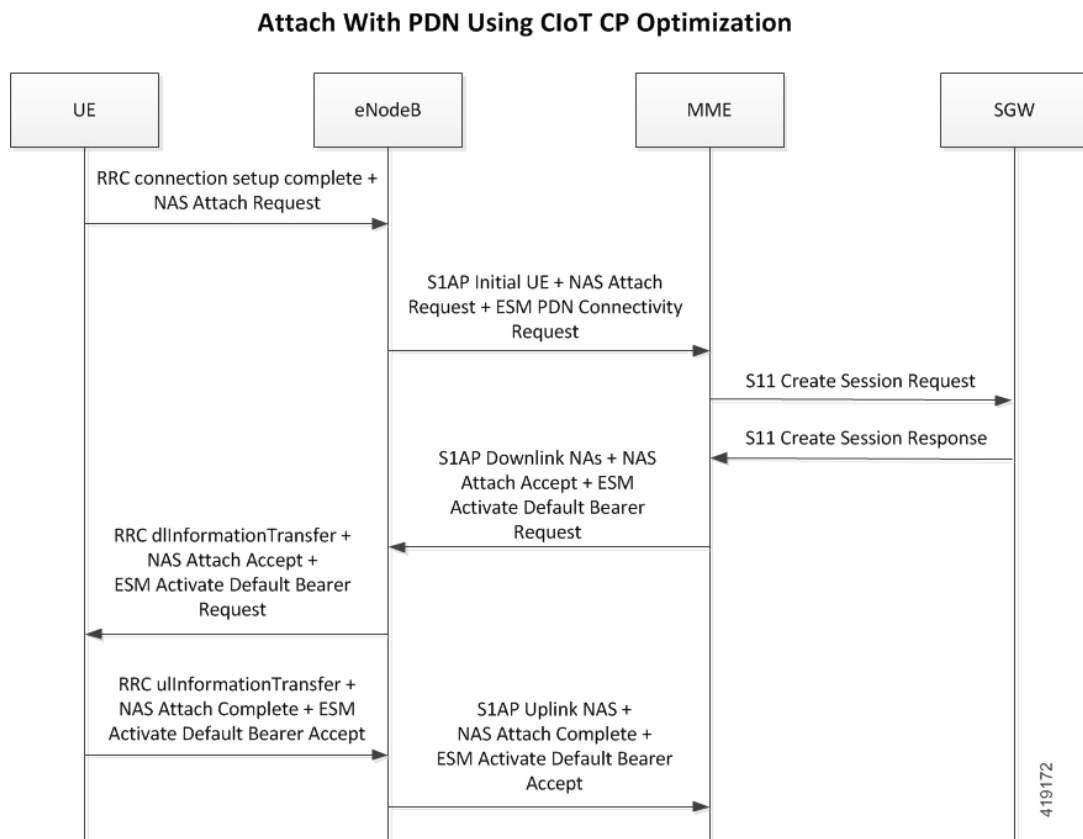 Attach With PDN Using CIoT CP Optimization
UE
eNodeB
MME
SGW
RRC connection setup complete +
NAS Attach Request
S1AP Initial UE + NAS Attach
Request + ESM PDN Connectivity
Request
S11 Create Session Request
S11 Create Session Response
S1AP Downlink NAs + NAS
Attach Accept + ESM
Activate Default Bearer
Request
RRC dlInformationTransfer +
NAS Attach Accept +
ESM Activate Default Bearer
Request
RRC ulInformationTransfer +
NAS Attach Complete + ESM
Activate Default Bearer Accept
S1AP Uplink NAS +
NAS Attach Complete +
ESM Activate Default Bearer
Accept
419172